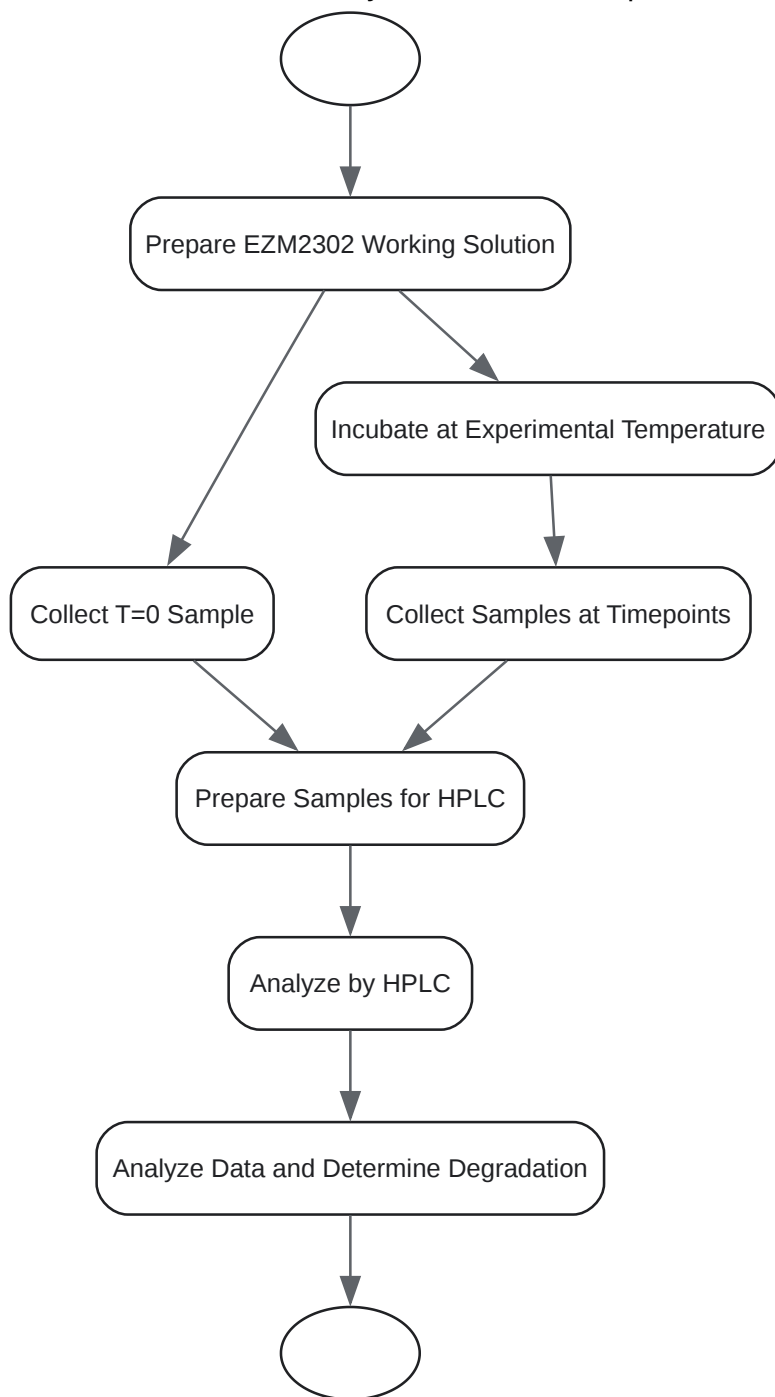 Prepare EZM2302 Working Solution
Incubate at Experimental Temperature
Collect T=0 Sample
Collect Samples at Timepoints
Prepare Samples for HPLC
Analyze by HPLC
Analyze Data and Determine Degradation